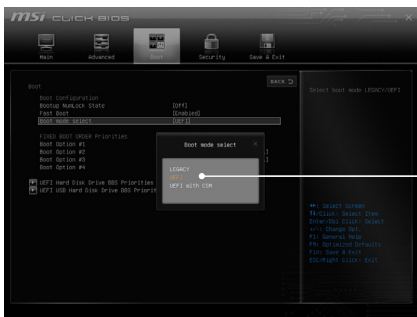 msi CLICK BIOS
Main
Advanced
Boot
Security
Save & Exit
BACK
Boot
Select boot mode LEGACY/UEFI
Boot Configuration
Bootup NumLock State [Off]
Fast Boot [Enabled]
Boot mode select [UEFI]
FIXED BOOT ORDER Priorities
Boot Option #1
Boot Option #2 ]
Boot Option #3 ]
Boot Option #4
UEFI Hard Disk Drive BBS Priorities
UEFI USB Hard Disk Drive BBS Priorit
Boot mode select
LEGACY
UEFI
UEFI with CSM
↔: Select Screen
↑↓/Click: Select Item
Enter/Dbl Click: Select
+/-: Change Opt.
F1: General Help
F9: Optimized Defaults
F10: Save & Exit
ESC/Right Click: Exit